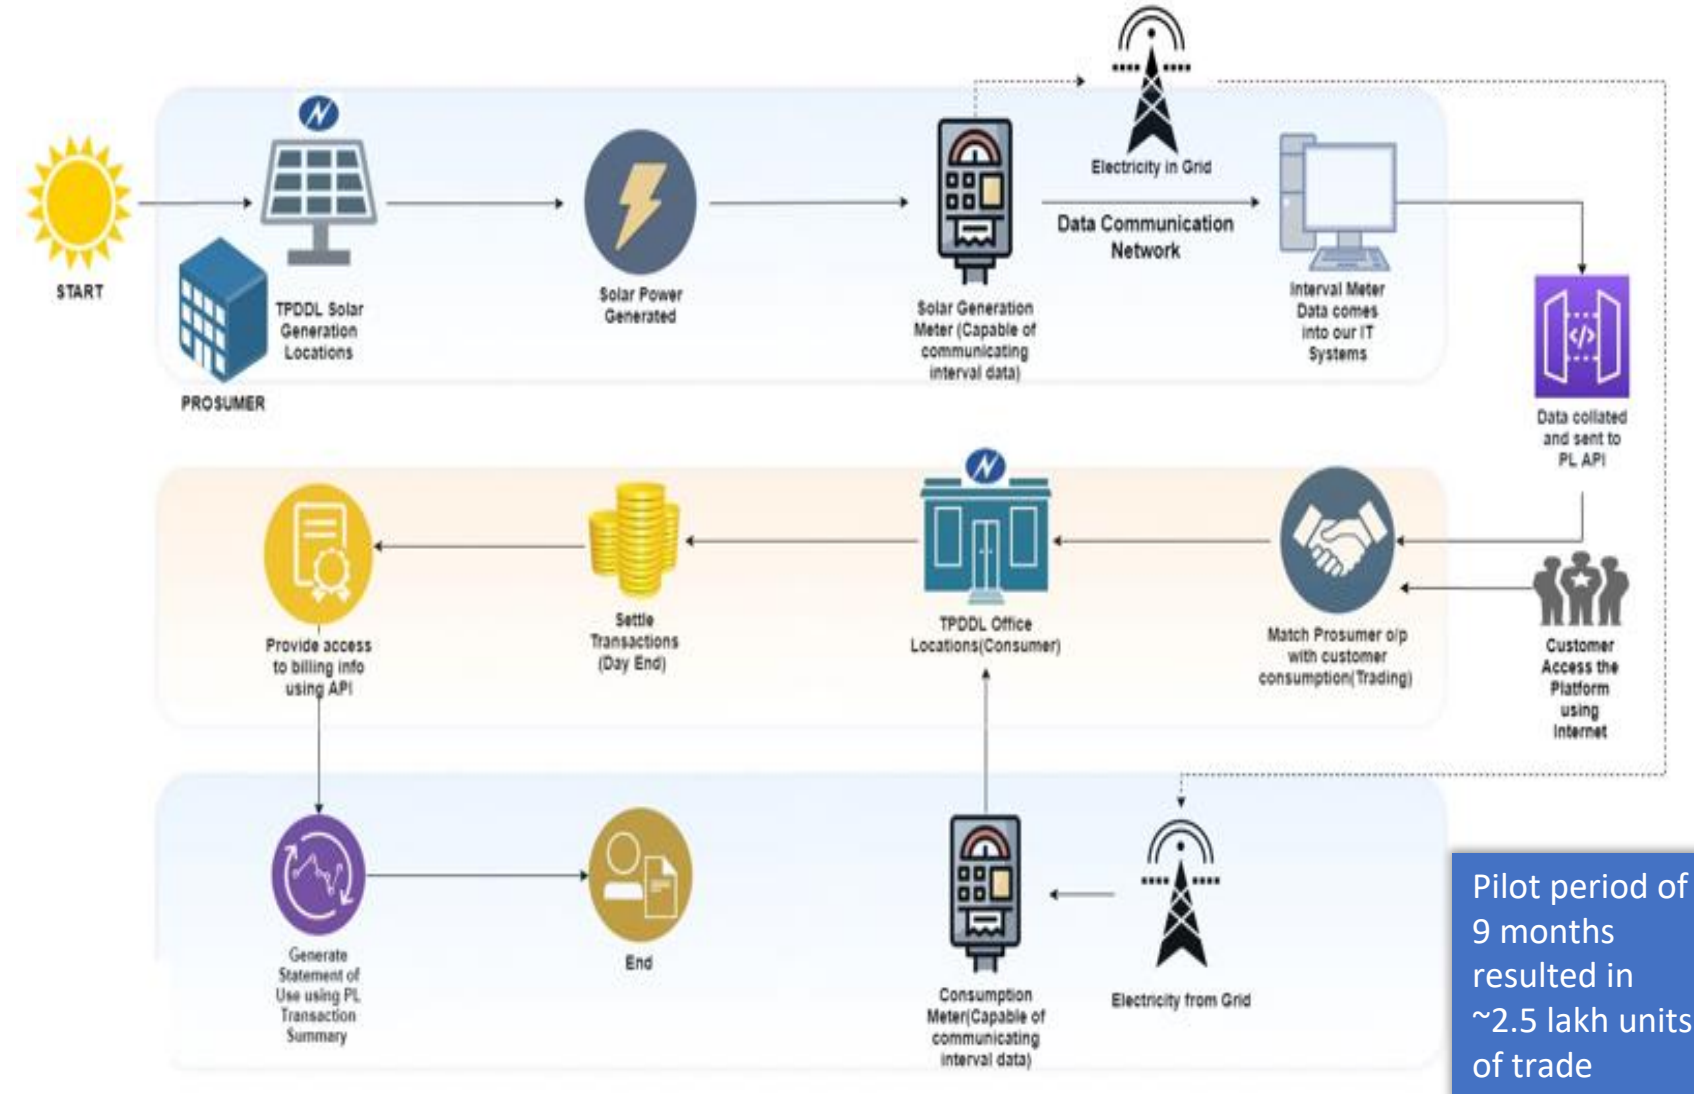 Electricity in Grid
Data Communication
Network
START
TPDDL Solar
Generation
Locations
PROSUMER
Solar Power
Generated
Solar Generation
Meter (Capable of
communicating
interval data)
Interval Meter
Data comes
into our IT
Systems
</>
Data collated
and sent to
PL API
Provide access
to billing info
using API
Settle
Transactions
(Day End)
TPDDL Office
Locations(Consumer)
Match Prosumer o/p
with customer
consumption(Trading)
Customer
Access the
Platform
using
Internet
Generate
Statement of
Use using PL
Transaction
Summary
End
Consumption
Meter(Capable of
communicating
interval data)
Electricity from Grid
Pilot period of
9 months
resulted in
~2.5 lakh units
of trade